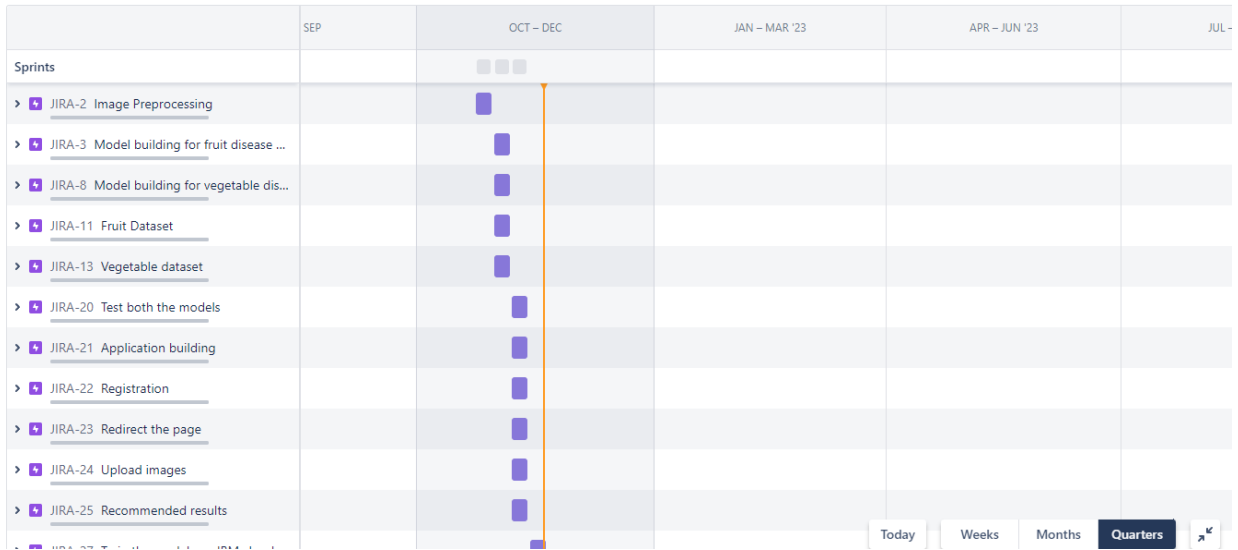 SEP OCT – DEC JAN – MAR '23 APR – JUN '23 JUL –
Sprints
JIRA-2 Image Preprocessing
JIRA-3 Model building for fruit disease ...
JIRA-8 Model building for vegetable dis...
JIRA-11 Fruit Dataset
JIRA-13 Vegetable dataset
JIRA-20 Test both the models
JIRA-21 Application building
JIRA-22 Registration
JIRA-23 Redirect the page
JIRA-24 Upload images
JIRA-25 Recommended results
Today Weeks Months Quarters